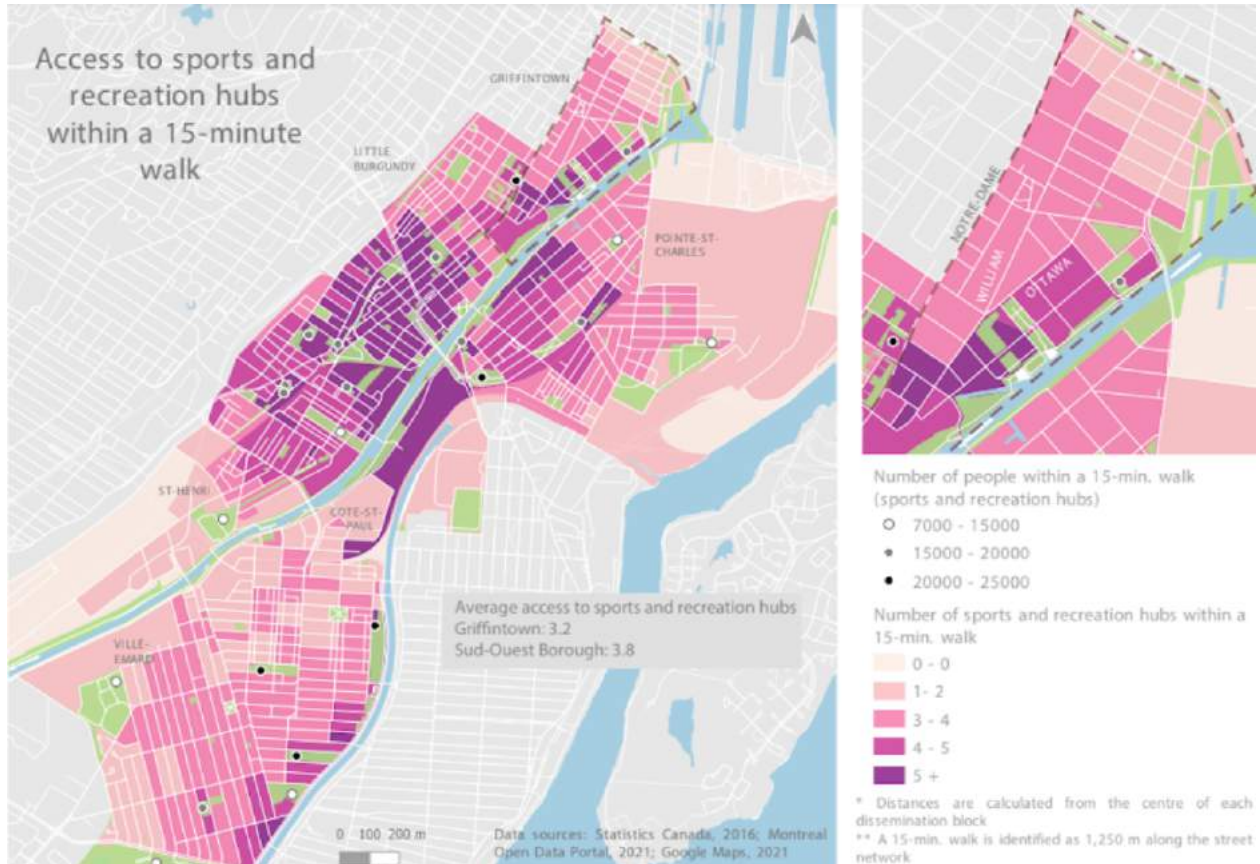 Access to sports and
recreation hubs
within a 15-minute
walk
GRIFFINTOWN
LITTLE
BURGUNDY
POINTE-ST-
CHARLES
ST-HENRI
COTE-ST-
PAUL
VILLE-
EMARD
Average access to sports and recreation hubs
Griffintown: 3.2
Sud-Ouest Borough: 3.8
0 100 200 m
Data sources: Statistics Canada, 2016; Montreal
Open Data Portal, 2021; Google Maps, 2021
NOTRE-DAME
WILLIAM
OTTAWA
Number of people within a 15-min. walk
(sports and recreation hubs)
7000 - 15000
15000 - 20000
20000 - 25000
Number of sports and recreation hubs within a
15-min. walk
0 - 0
1- 2
3 - 4
4 - 5
5 +
* Distances are calculated from the centre of each
dissemination block
** A 15-min. walk is identified as 1,250 m along the street
network